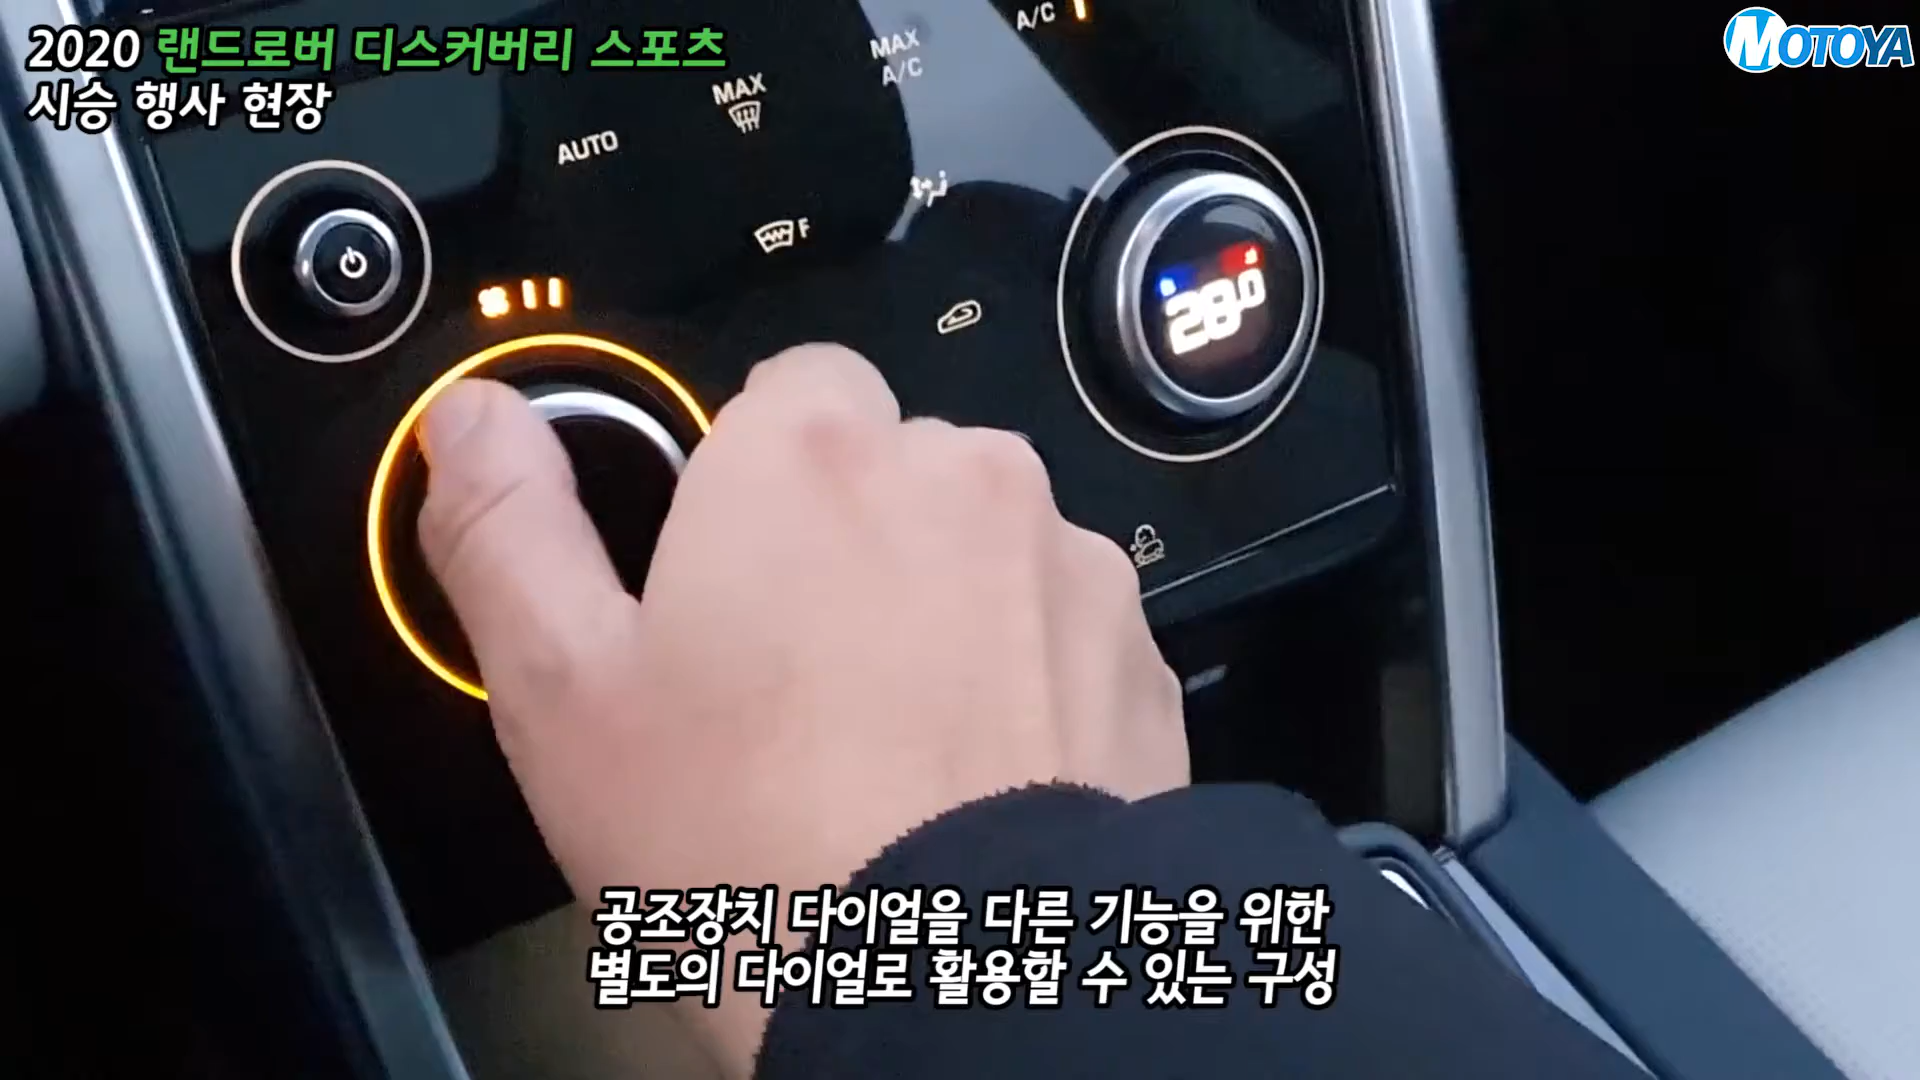 2020 랜드로버 디스커버리 스포츠
시승 행사 현장
MOTOYA
A/C
MAX
A/C
MAX
AUTO
F
28.0
공조장치 다이얼을 다른 기능을 위한
별도의 다이얼로 활용할 수 있는 구성